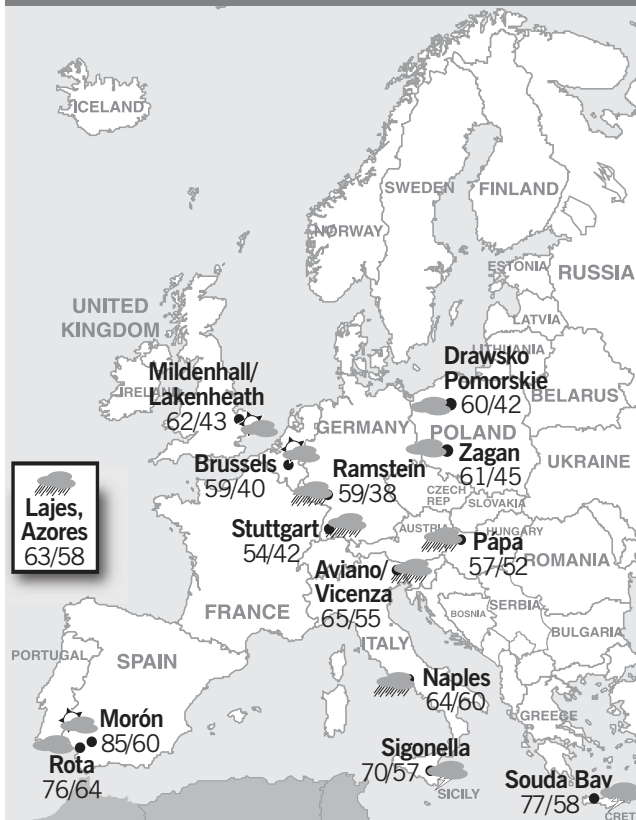 ICELAND
SWEDEN
FINLAND
NORWAY
ESTONIA
RUSSIA
LATVIA
LITHUANIA
UNITED
KINGDOM
IRELAND
Mildenhall/
Lakenheath
62/43
Drawsko
Pomorskie
60/42
BELARUS
GERMANY
POLAND
Zagan
61/45
Brussels
59/40
Ramstein
59/38
UKRAINE
CZECH
REP
SLOVAKIA
Lajes,
Azores
63/58
Stuttgart
54/42
AUSTRIA
HUNGARY
Pápa
57/52
ROMANIA
Aviano/
Vicenza
65/55
FRANCE
BOSNIA
SERBIA
BULGARIA
ITALY
PORTUGAL
SPAIN
Naples
64/60
GREECE
Morón
85/60
Rota
76/64
Sigonella
70/57
SICILY
Souda Bay
77/58
CRET